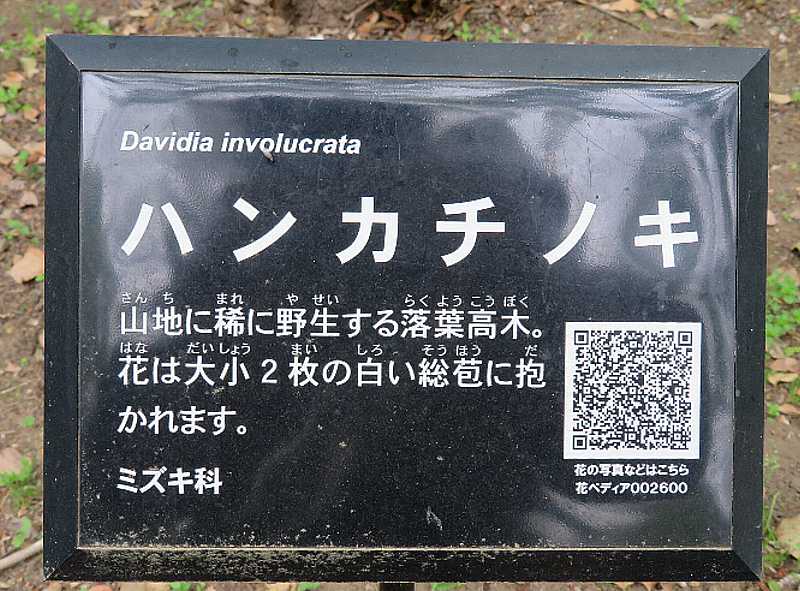 Davidia involucrata
ハンカチノキ
さんち まれ やせい らくようこうぼく
山地に稀に野生する落葉高木。
はな だいしょう まい しろ そうほう だ
花は大小２枚の白い総苞に抱
かれます。
ミズキ科
花の写真などはこちら
花ペディア002600